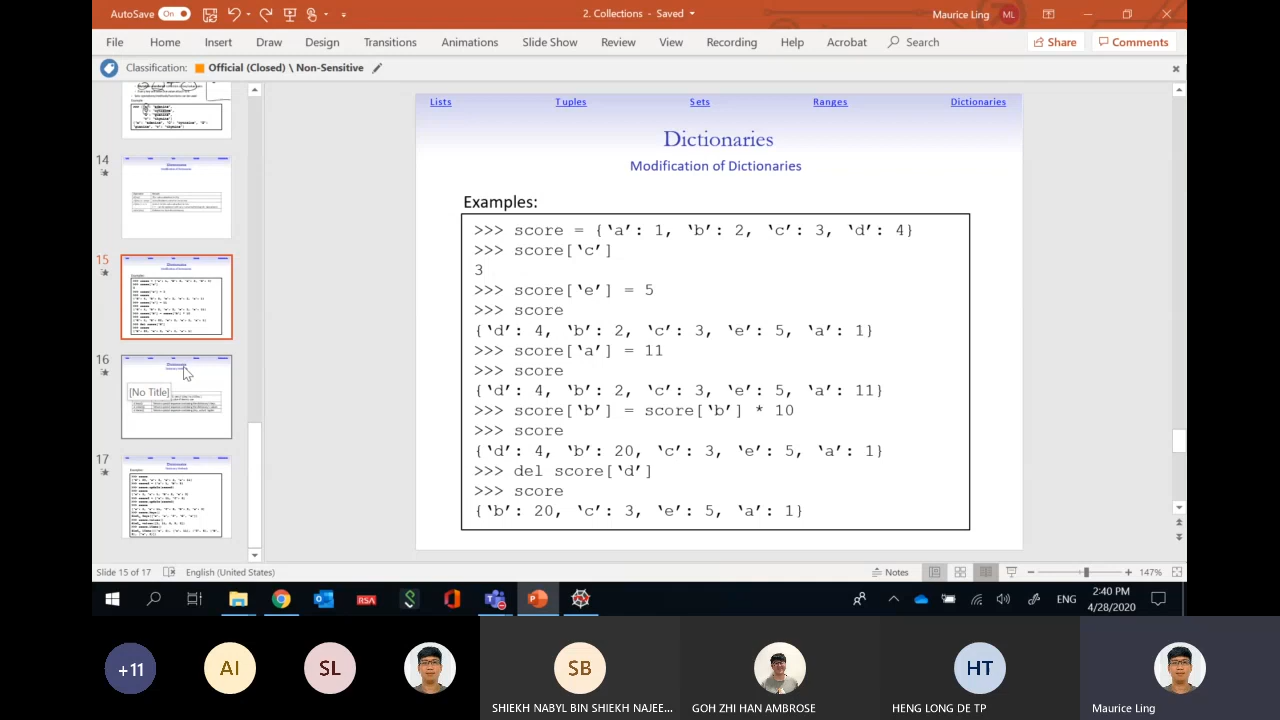 AutoSave On
2. Collections - Saved
Maurice Ling ML
File Home Insert Draw Design Transitions Animations Slide Show Review View Recording Help Acrobat Search Share Comments
Classification: Official (Closed) \ Non-Sensitive
14
15
16
[No Title]
17
Lists Tuples Sets Ranges Dictionaries
Dictionaries
Modification of Dictionaries
Examples:
>>> score = {‘a’: 1, ‘b’: 2, ‘c’: 3, ‘d’: 4}
>>> score[‘c’]
3
>>> score[‘e’] = 5
>>> score
{‘d’: 4, ‘b’: 2, ‘c’: 3, ‘e’: 5, ‘a’: 1}
>>> score[‘a’] = 11
>>> score
{‘d’: 4, ‘b’: 2, ‘c’: 3, ‘e’: 5, ‘a’: 11}
>>> score[‘b’] = score[‘b’] * 10
>>> score
{‘d’: 4, ‘b’: 20, ‘c’: 3, ‘e’: 5, ‘a’: 1}
>>> del score[‘d’]
>>> score
{‘b’: 20, ‘c’: 3, ‘e’: 5, ‘a’: 1}
Slide 15 of 17 English (United States) Notes 147%
RSA
ENG
2:40 PM
4/28/2020
+11 AI SL SB HT
SHIEKH NABYL BIN SHIEKH NAJEE... GOH ZHI HAN AMBROSE HENG LONG DE TP Maurice Ling